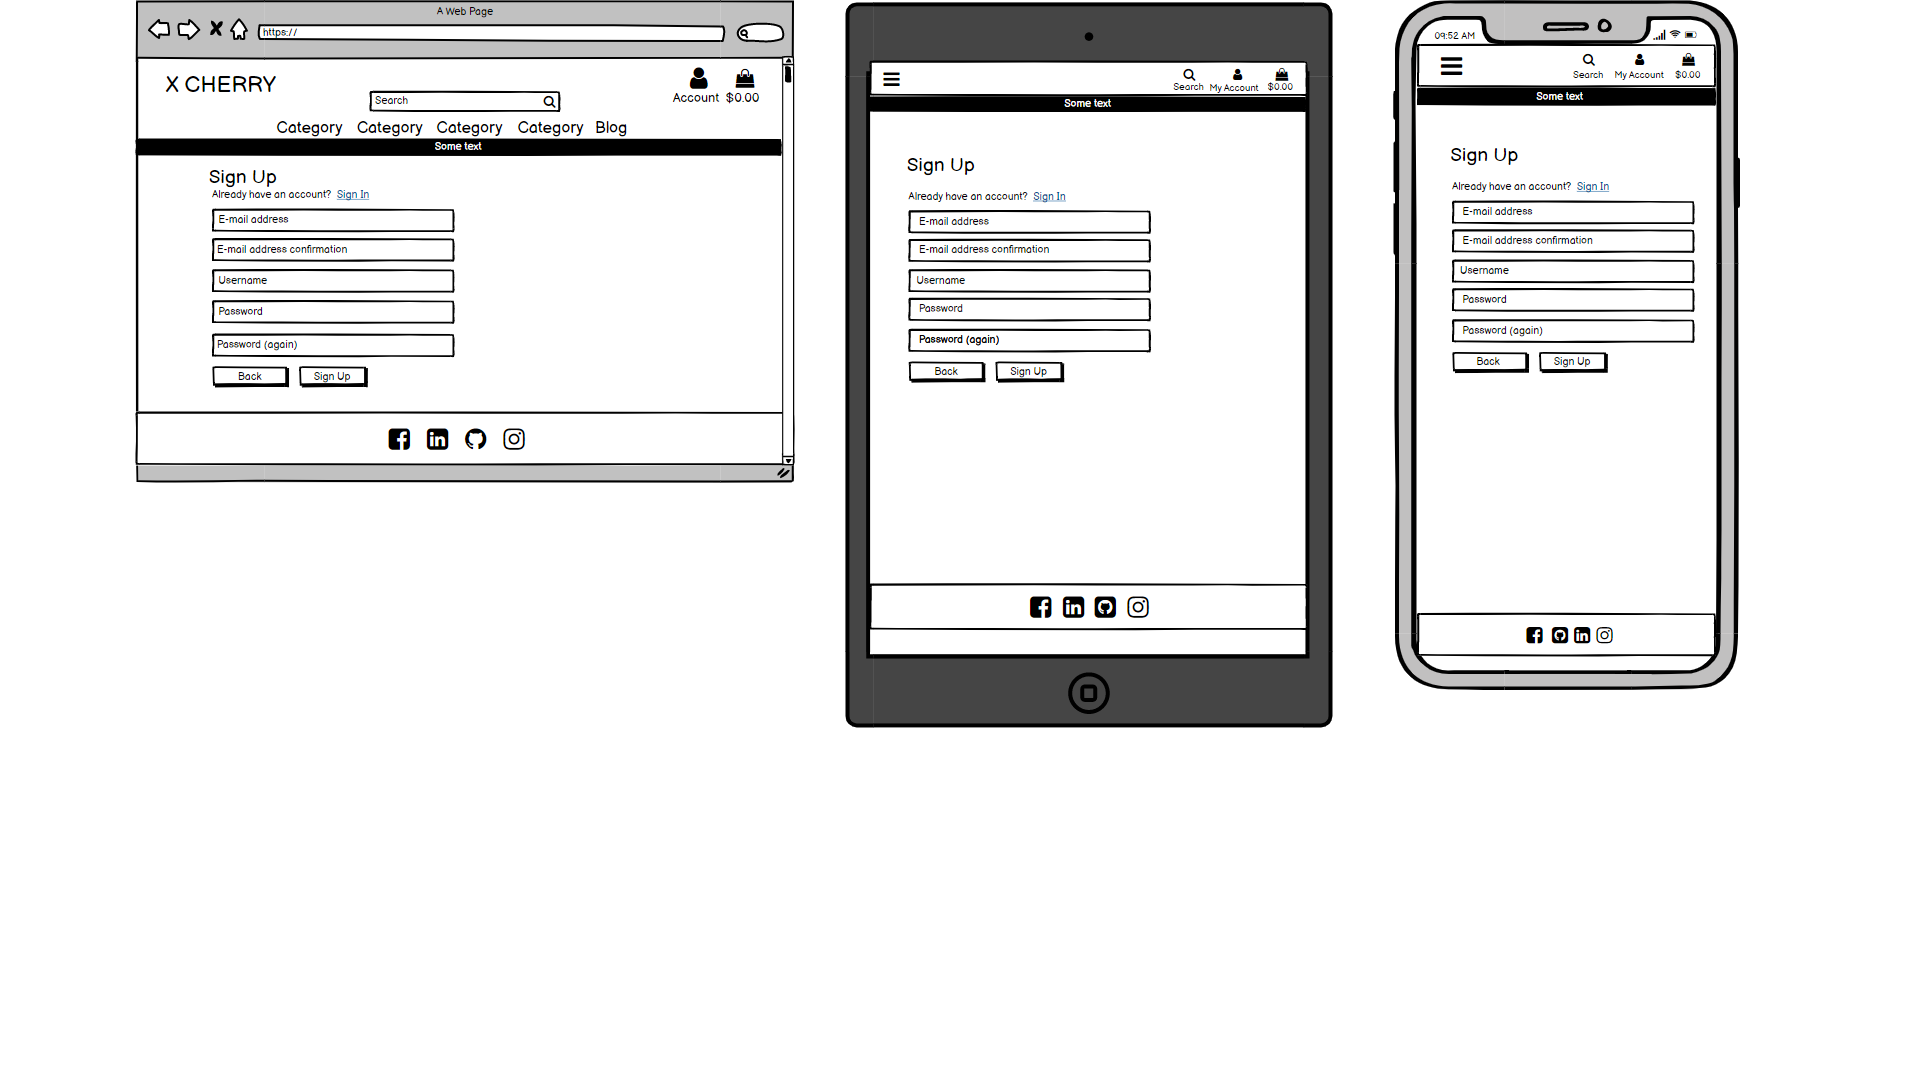 A Web Page
https://
X CHERRY
Account $0.00
Search
Category Category Category Category Blog
Some text
Sign Up
Already have an account? Sign In
E-mail address
E-mail address confirmation
Username
Password
Password (again)
Back Sign Up
Search My Account $0.00
Some text
Sign Up
Already have an account? Sign In
E-mail address
E-mail address confirmation
Username
Password
Password (again)
Back Sign Up
09:52 AM
Search My Account $0.00
Some text
Sign Up
Already have an account? Sign In
E-mail address
E-mail address confirmation
Username
Password
Password (again)
Back Sign Up